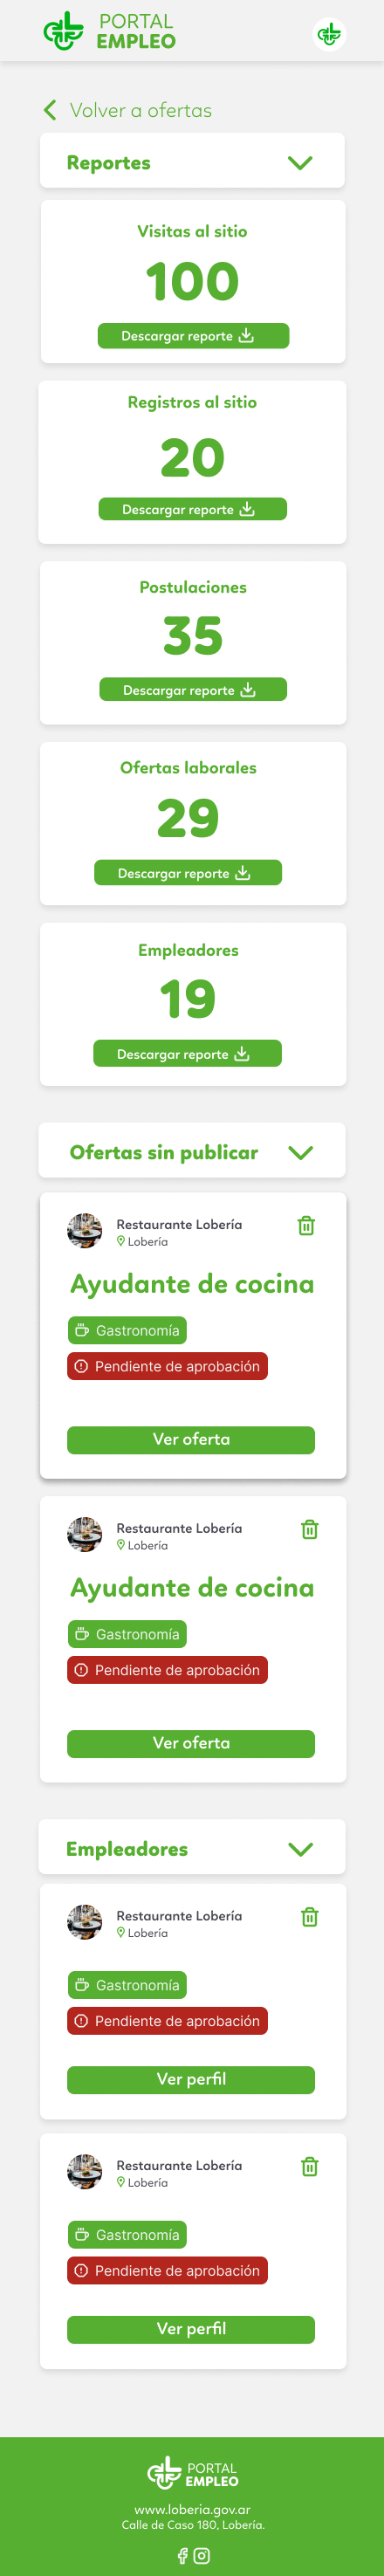 PORTAL
EMPLEO
Volver a ofertas
Reportes
Visitas al sitio
100
Descargar reporte
Registros al sitio
20
Descargar reporte
Postulaciones
35
Descargar reporte
Ofertas laborales
29
Descargar reporte
Empleadores
19
Descargar reporte
Ofertas sin publicar
Restaurante Lobería
Lobería
Ayudante de cocina
Gastronomía
Pendiente de aprobación
Ver oferta
Restaurante Lobería
Lobería
Ayudante de cocina
Gastronomía
Pendiente de aprobación
Ver oferta
Empleadores
Restaurante Lobería
Lobería
Gastronomía
Pendiente de aprobación
Ver perfil
Restaurante Lobería
Lobería
Gastronomía
Pendiente de aprobación
Ver perfil
PORTAL
EMPLEO
www.loberia.gov.ar
Calle de Caso 180, Lobería.